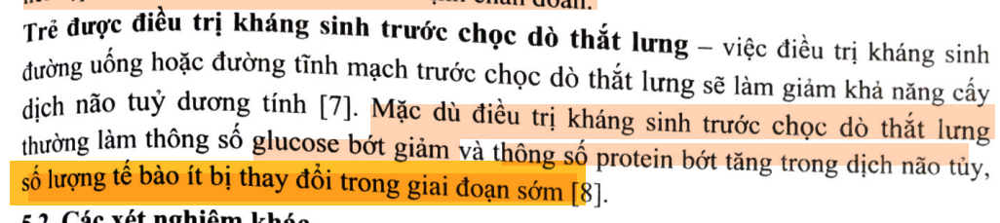 Trẻ được điều trị kháng sinh trước chọc dò thắt lưng – việc điều trị kháng sinh
đường uống hoặc đường tĩnh mạch trước chọc dò thắt lưng sẽ làm giảm khả năng cấy
dịch não tuỷ dương tính [7]. Mặc dù điều trị kháng sinh trước chọc dò thắt lưng
thường làm thông số glucose bớt giảm và thông số protein bớt tăng trong dịch não tủy,
số lượng tế bào ít bị thay đổi trong giai đoạn sớm [8].
5.2 Các xét nghiệm khác